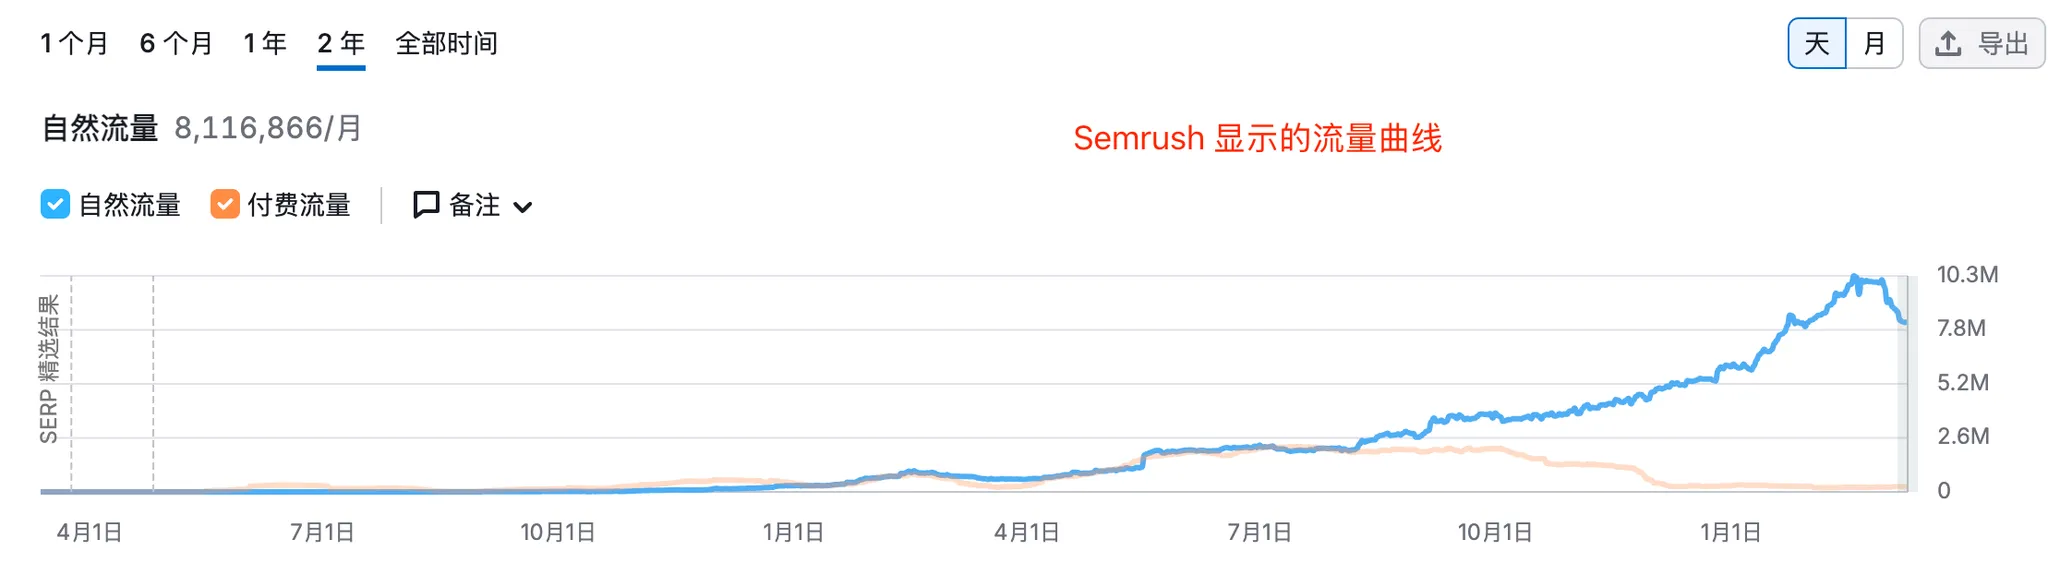 1 个月 6 个月 1 年 2 年 全部时间 天 月 导出
自然流量 8,116,866/月
Semrush 显示的流量曲线
自然流量 付费流量 备注
SERP 精选结果
10.3M
7.8M
5.2M
2.6M
0
4月1日 7月1日 10月1日 1月1日 4月1日 7月1日 10月1日 1月1日